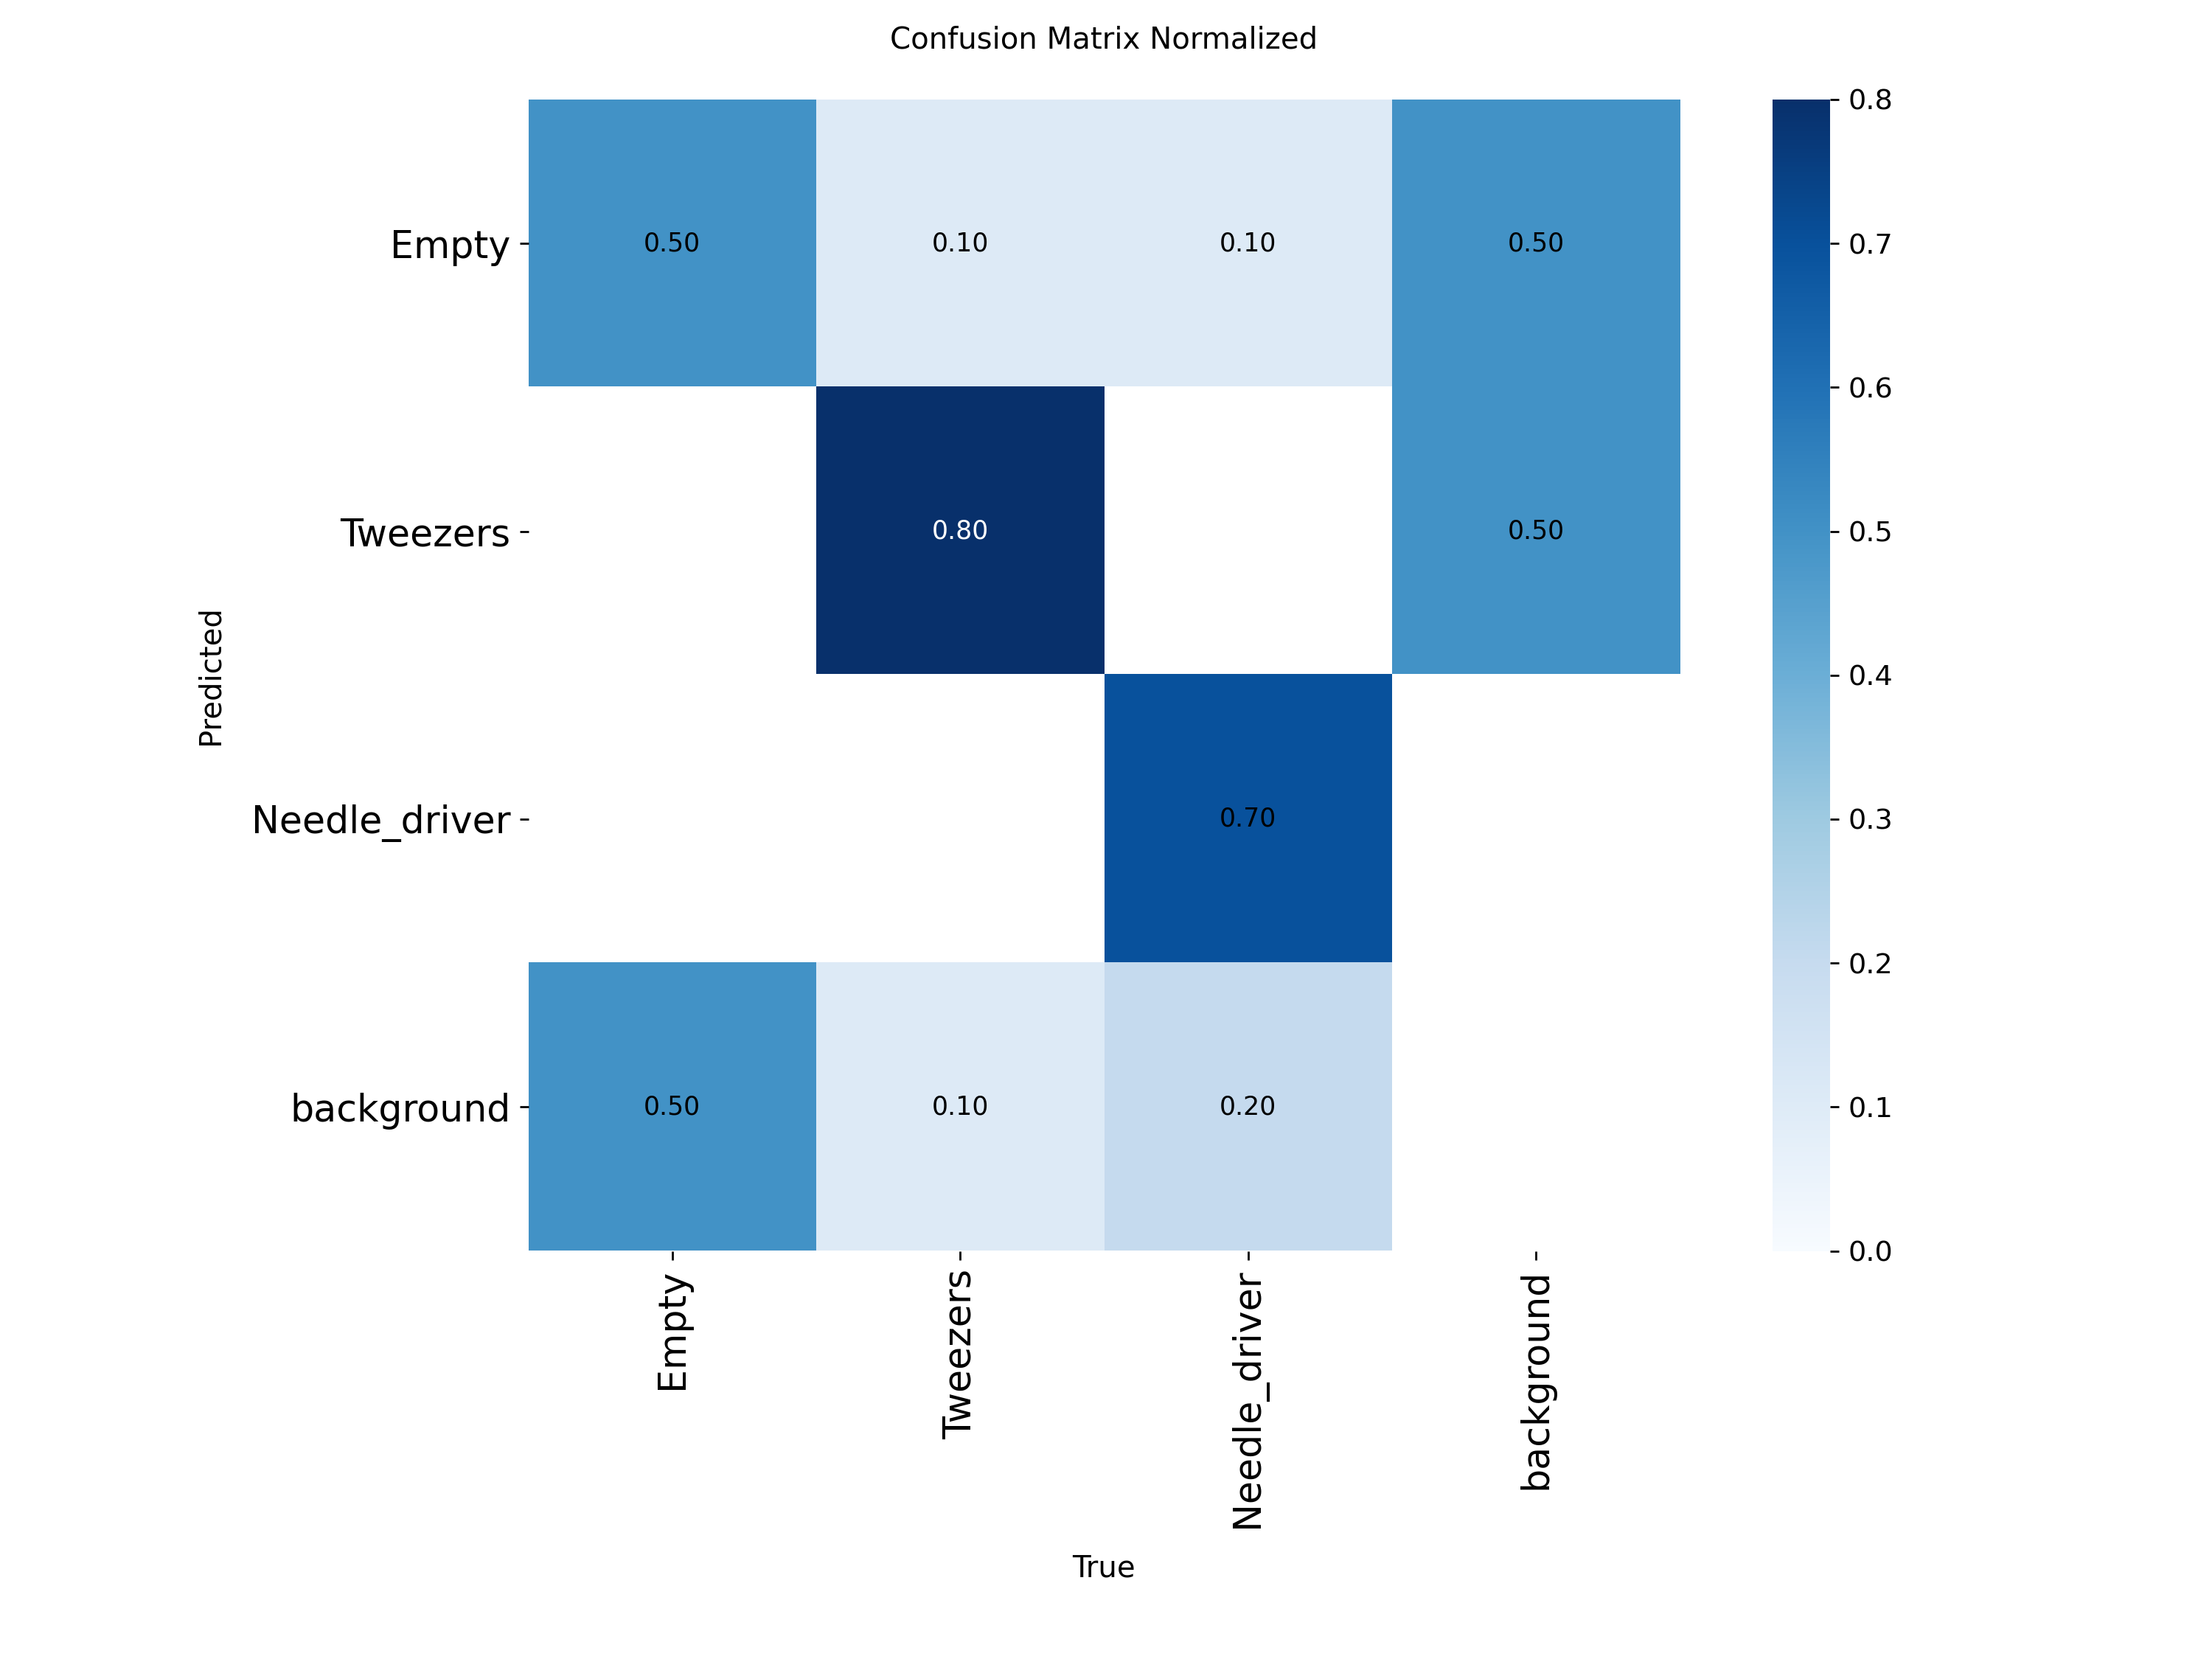 Confusion Matrix Normalized
Empty
0.50 0.10 0.10 0.50
Tweezers
0.80 0.50
Needle_driver
0.70
background
0.50 0.10 0.20
Predicted
Empty
Tweezers
Needle_driver
background
True
0.8
0.7
0.6
0.5
0.4
0.3
0.2
0.1
0.0